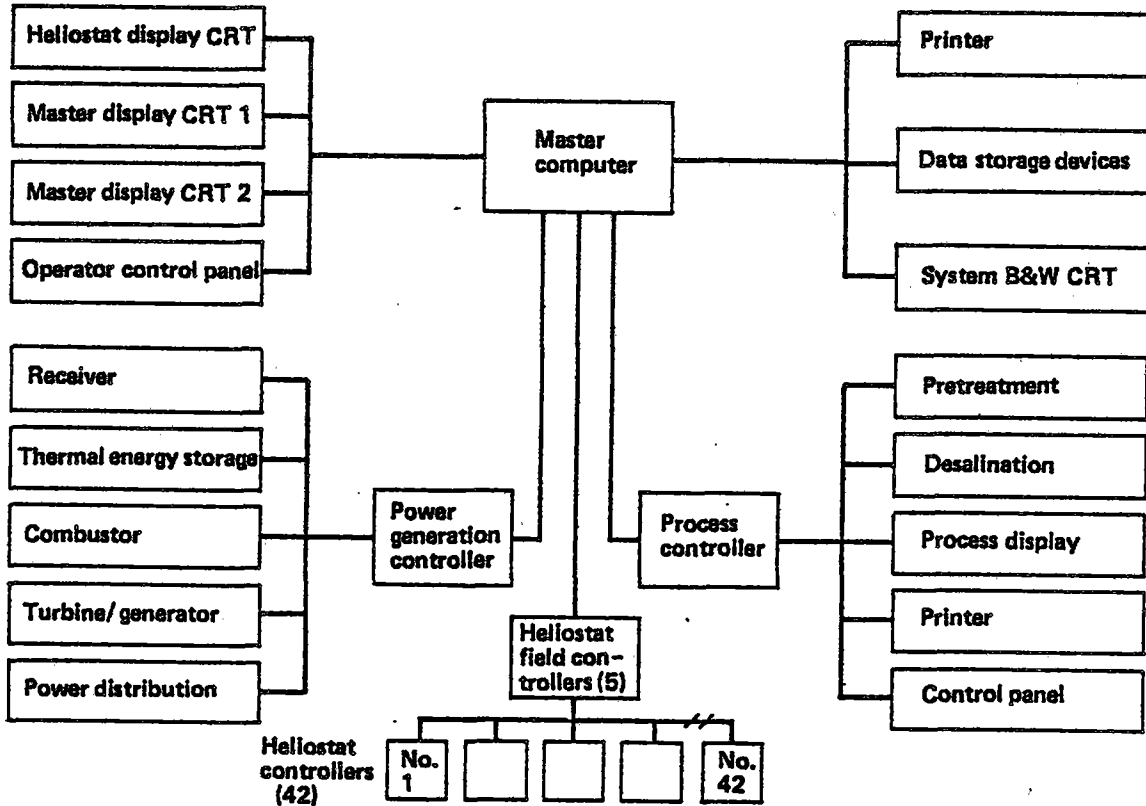 Heliostat display CRT
Master display CRT 1
Master display CRT 2
Operator control panel
Master
computer
Printer
Data storage devices
System B&W CRT
Receiver
Thermal energy storage
Combustor
Turbine/generator
Power distribution
Power
generation
controller
Process
controller
Pretreatment
Desalination
Process display
Printer
Control panel
Heliostat
field con-
trollers (5)
Heliostat
controllers
(42)
No.
1
No.
42